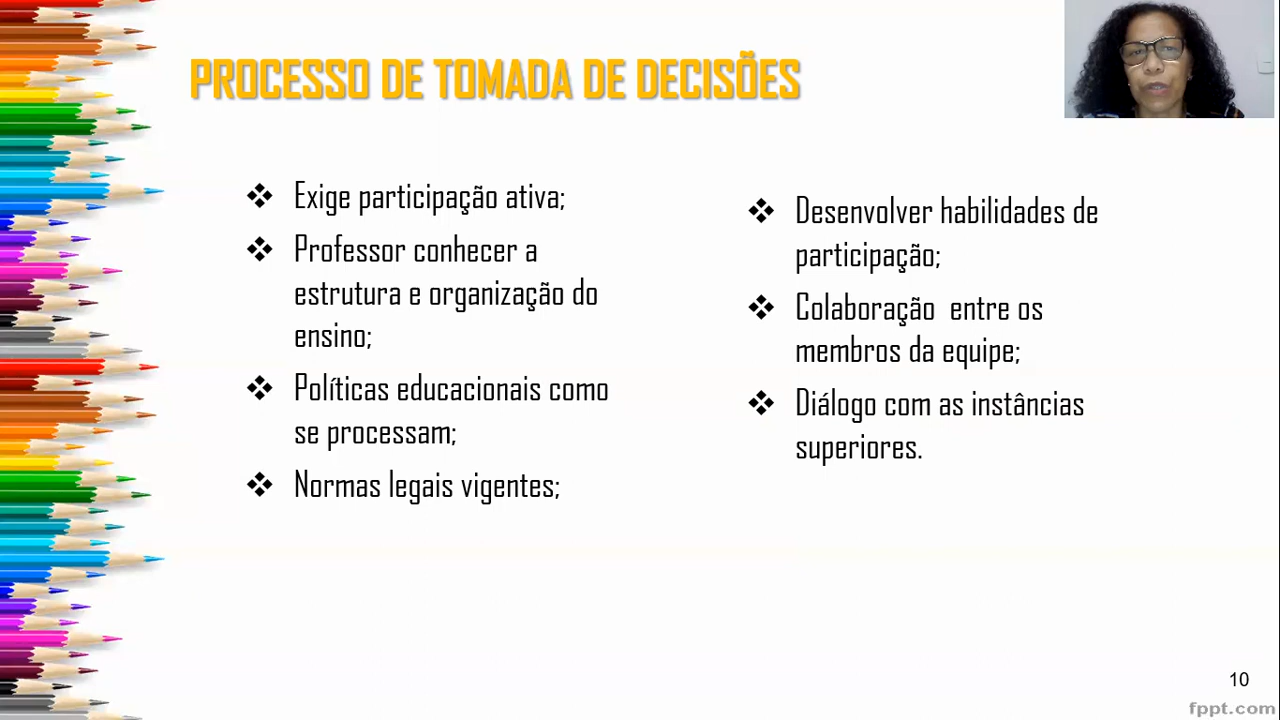 PROCESSO DE TOMADA DE DECISÕES
Exige participação ativa;
Professor conhecer a
estrutura e organização do
ensino;
Políticas educacionais como
se processam;
Normas legais vigentes;
Desenvolver habilidades de
participação;
Colaboração entre os
membros da equipe;
Diálogo com as instâncias
superiores.
10
fppt.com